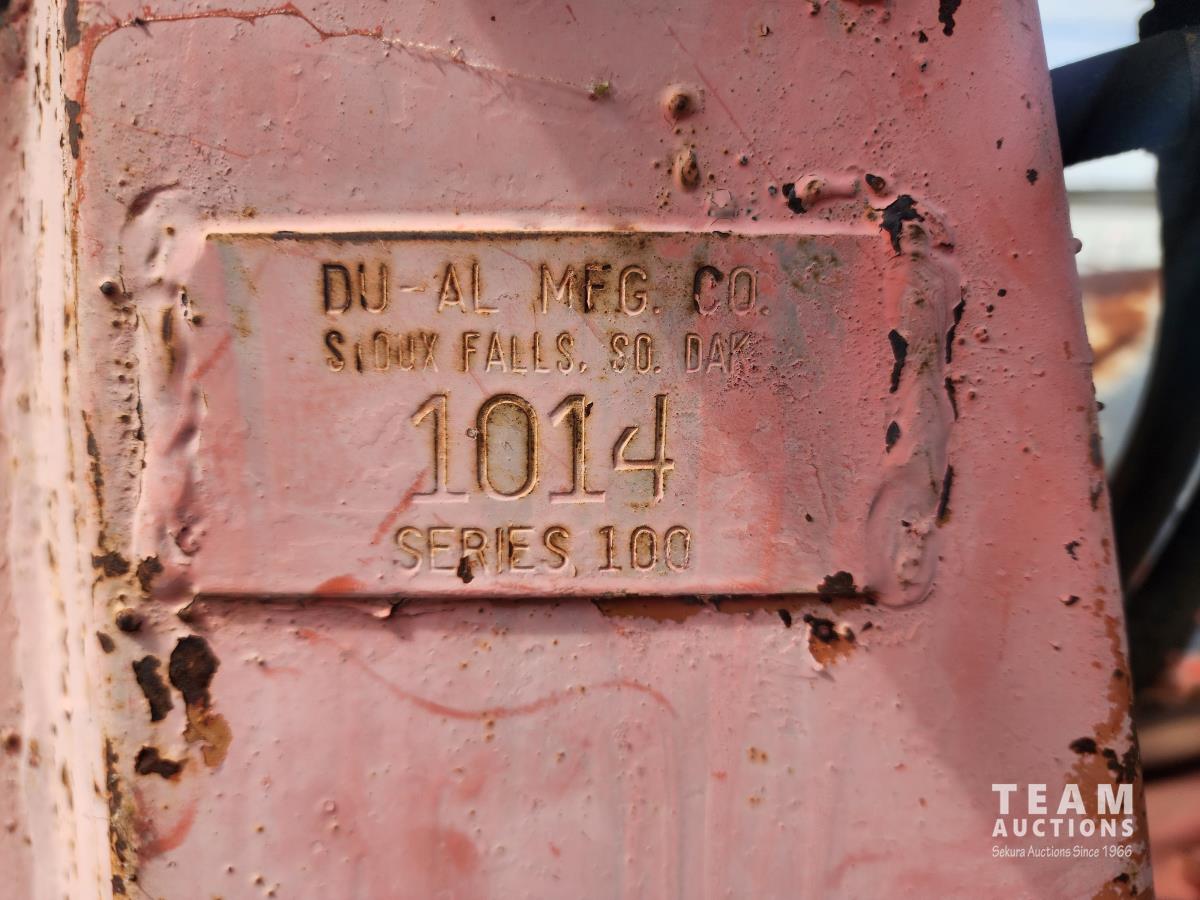 DU-AL MFG. CO.
SIOUX FALLS, SO. DAK
1014
SERIES 100
TEAM
AUCTIONS
Sekura Auctions Since 1966